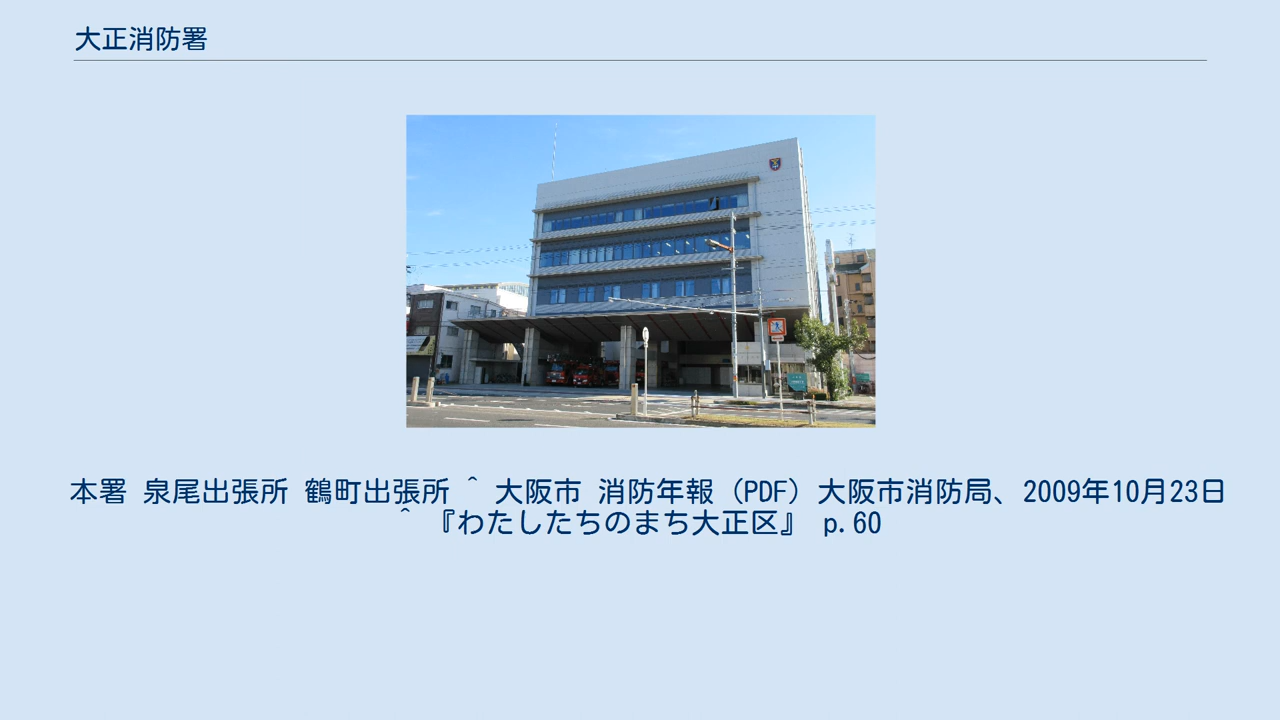 大正消防署
本署 泉尾出張所 鶴町出張所 ^ 大阪市 消防年報（PDF）大阪市消防局、2009年10月23日
^ 『わたしたちのまち大正区』 p.60